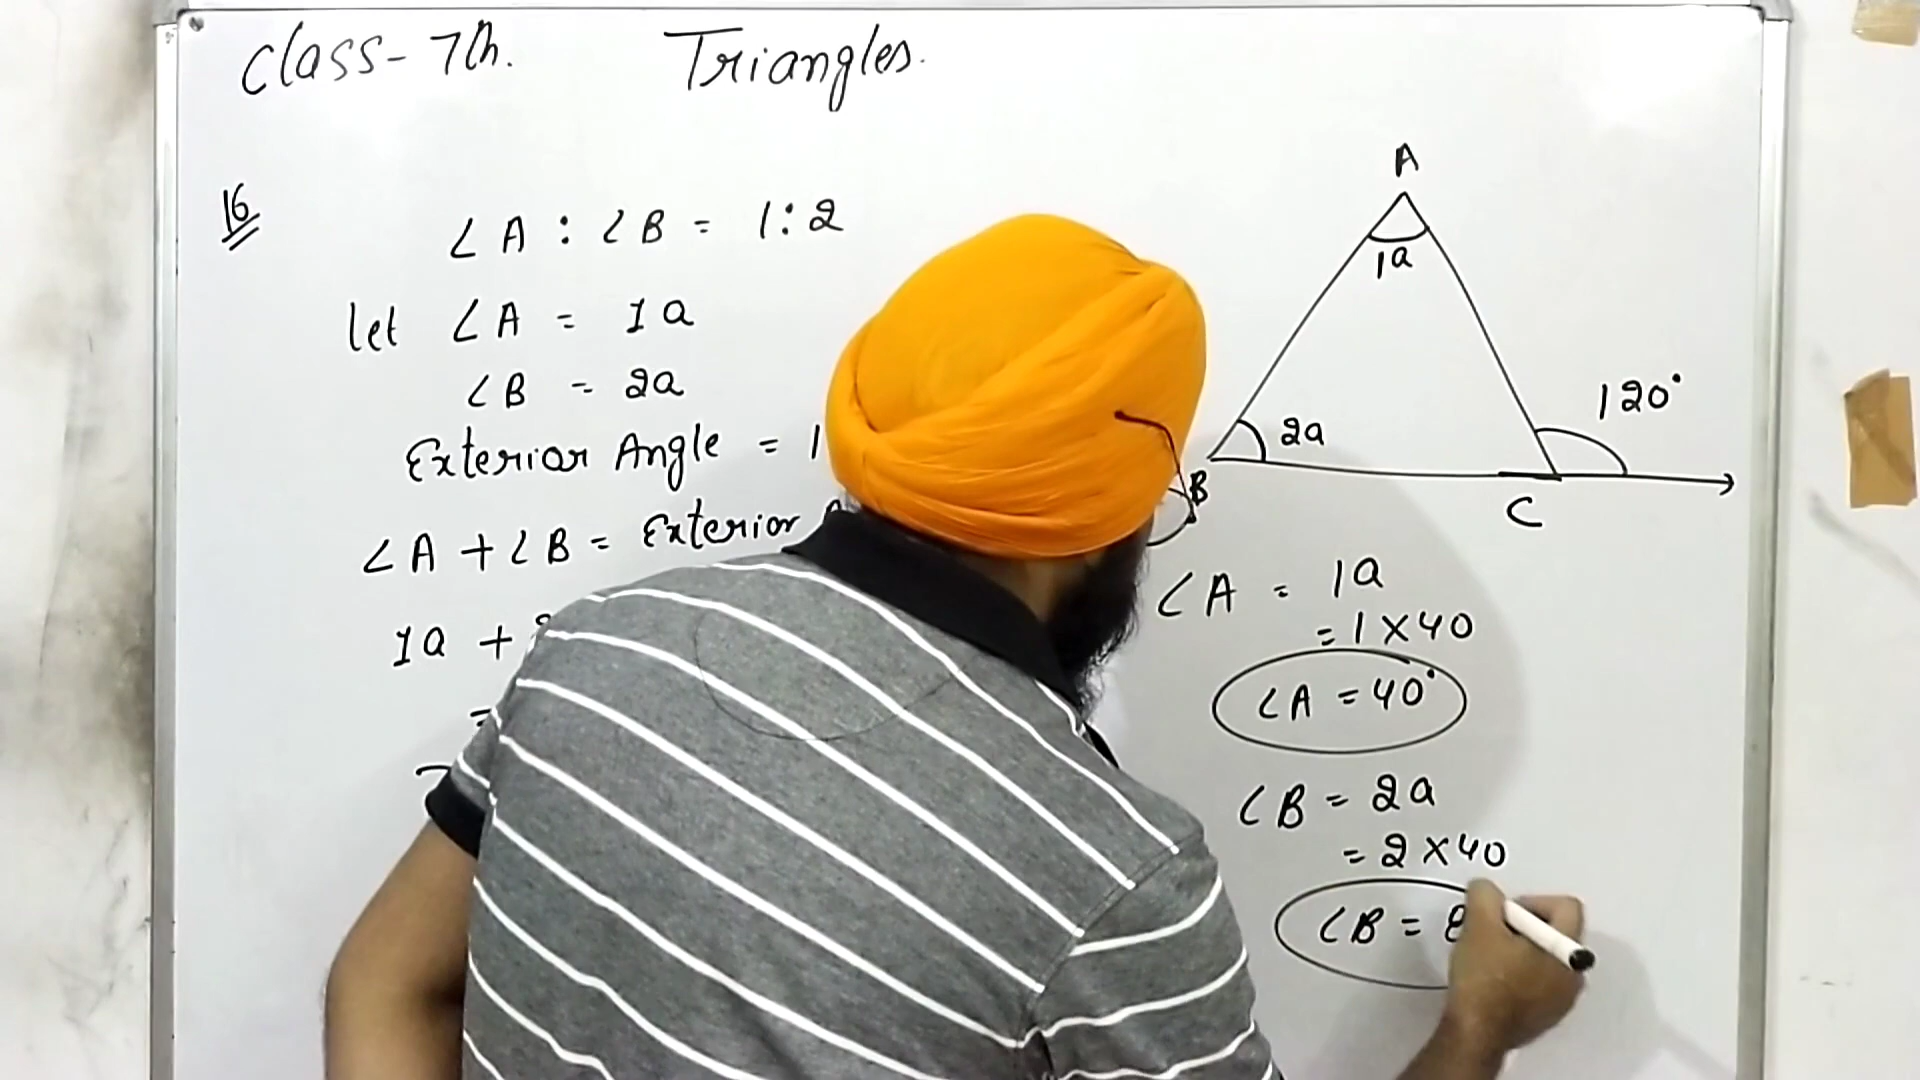 Class - 7th. Triangles.
16
∠A : ∠B = 1:2
let ∠A = 1a
∠B = 2a
Exterior Angle =
∠A + ∠B = Exterior
1a +
A
1a
2a
120°
B
C
∠A = 1a
= 1 × 40
∠A = 40°
∠B = 2a
= 2 × 40
∠B = 8